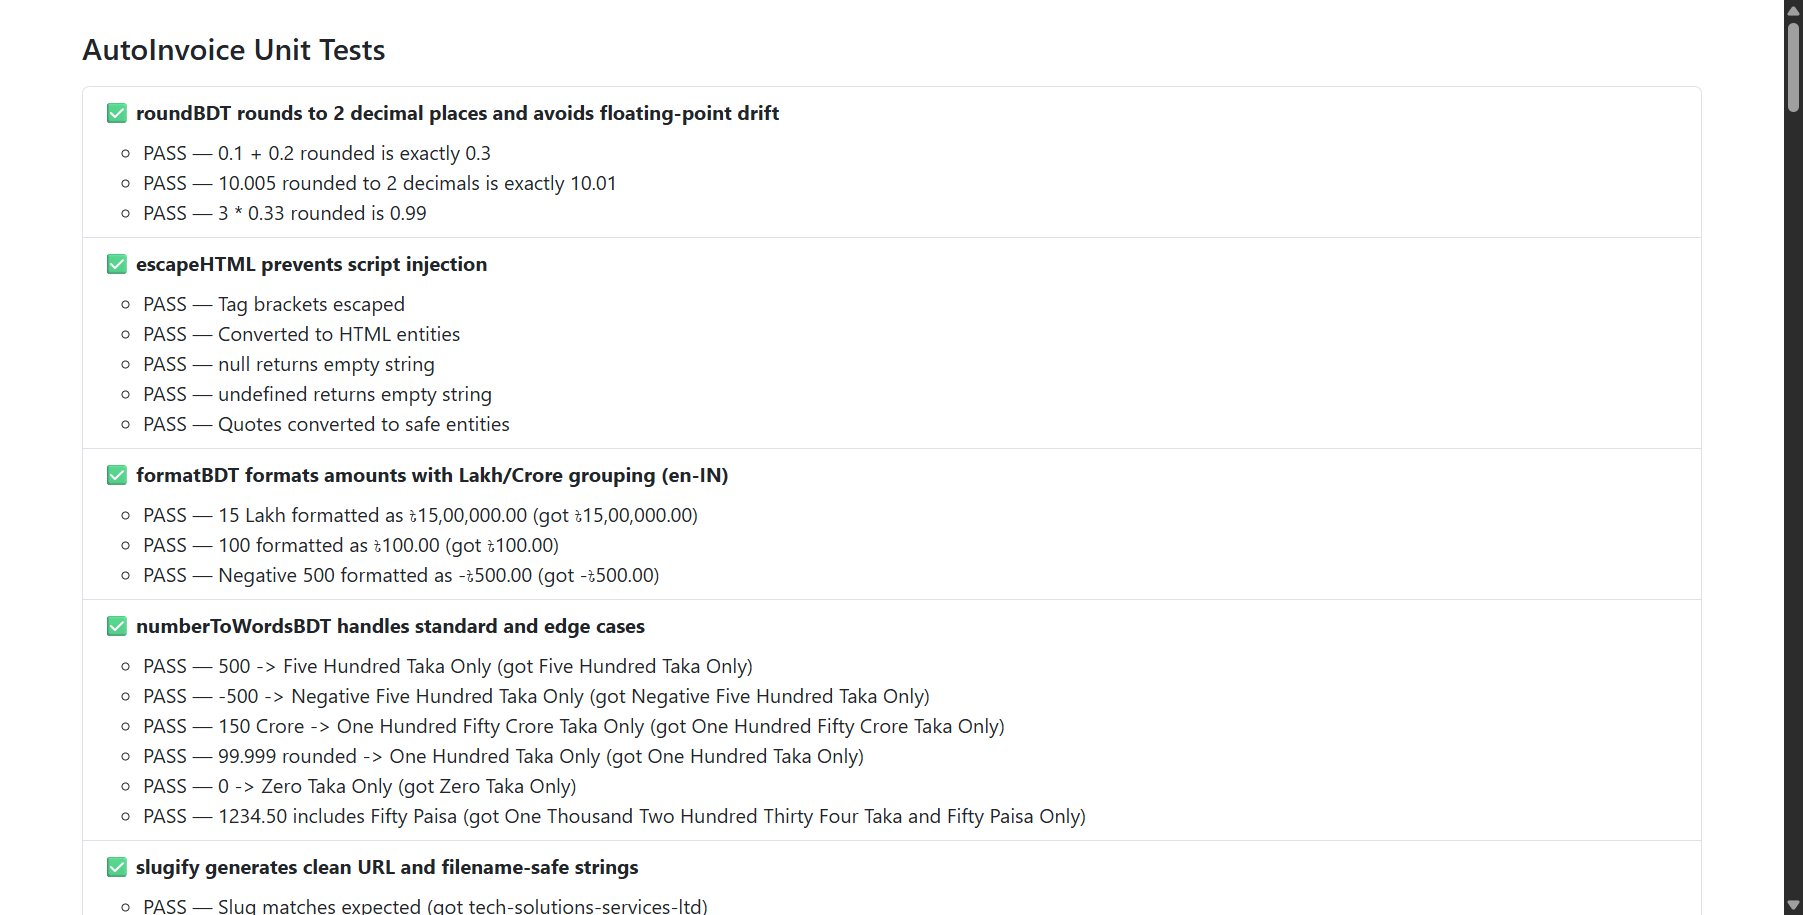 AutoInvoice Unit Tests
✅ roundBDT rounds to 2 decimal places and avoids floating-point drift
PASS — 0.1 + 0.2 rounded is exactly 0.3
PASS — 10.005 rounded to 2 decimals is exactly 10.01
PASS — 3 * 0.33 rounded is 0.99
✅ escapeHTML prevents script injection
PASS — Tag brackets escaped
PASS — Converted to HTML entities
PASS — null returns empty string
PASS — undefined returns empty string
PASS — Quotes converted to safe entities
✅ formatBDT formats amounts with Lakh/Crore grouping (en-IN)
PASS — 15 Lakh formatted as ৳15,00,000.00 (got ৳15,00,000.00)
PASS — 100 formatted as ৳100.00 (got ৳100.00)
PASS — Negative 500 formatted as -৳500.00 (got -৳500.00)
✅ numberToWordsBDT handles standard and edge cases
PASS — 500 -> Five Hundred Taka Only (got Five Hundred Taka Only)
PASS — -500 -> Negative Five Hundred Taka Only (got Negative Five Hundred Taka Only)
PASS — 150 Crore -> One Hundred Fifty Crore Taka Only (got One Hundred Fifty Crore Taka Only)
PASS — 99.999 rounded -> One Hundred Taka Only (got One Hundred Taka Only)
PASS — 0 -> Zero Taka Only (got Zero Taka Only)
PASS — 1234.50 includes Fifty Paisa (got One Thousand Two Hundred Thirty Four Taka and Fifty Paisa Only)
✅ slugify generates clean URL and filename-safe strings
PASS — Slug matches expected (got tech-solutions-services-ltd)